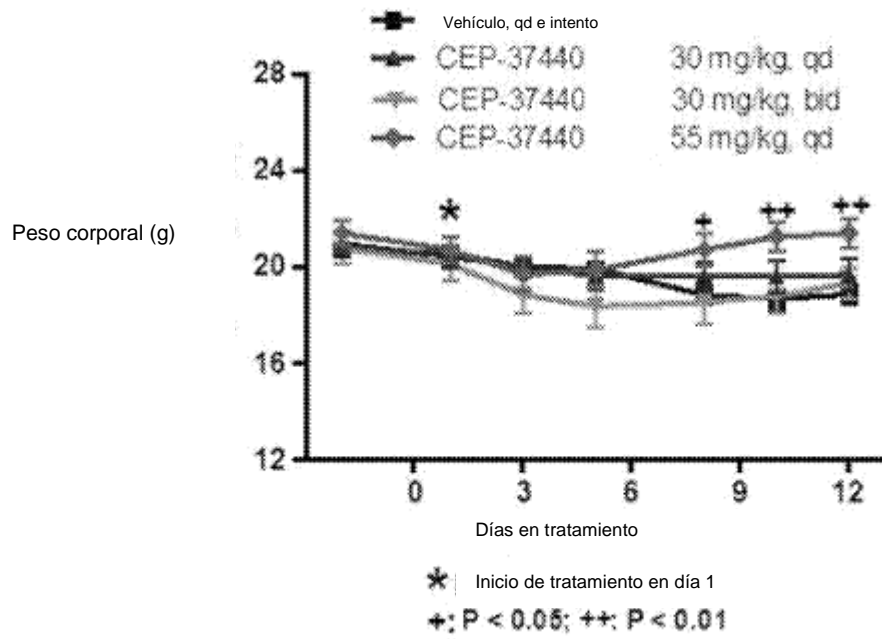 Vehículo, qd e intento
CEP-37440 30 mg/kg, qd
CEP-37440 30 mg/kg, bid
CEP-37440 55 mg/kg, qd
28
24
20
16
12
Peso corporal (g)
* + ++ ++
0 3 6 9 12
Días en tratamiento
* Inicio de tratamiento en día 1
+: P < 0.05; ++: P < 0.01